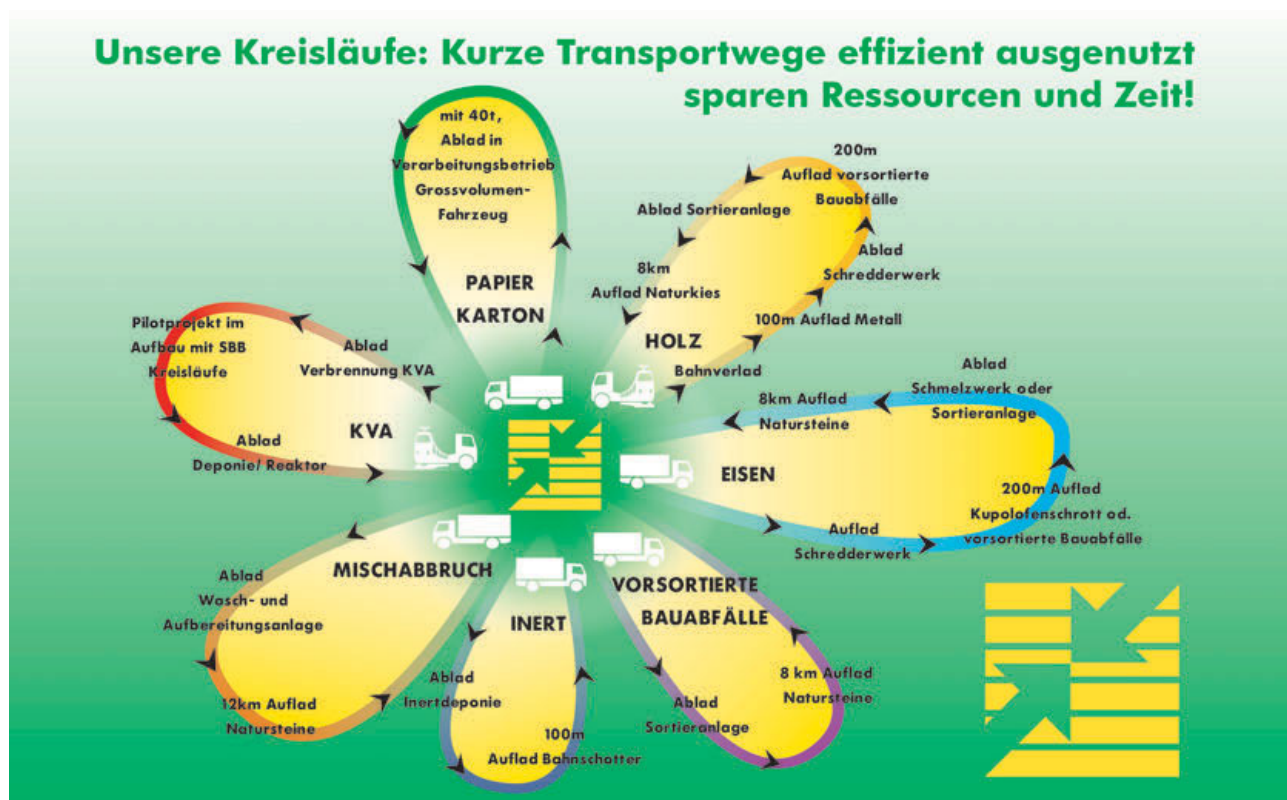 Unsere Kreisläufe: Kurze Transportwege effizient ausgenutzt
sparen Ressourcen und Zeit!
mit 40t,
Ablad in
Verarbeitungsbetrieb
Grossvolumen-
Fahrzeug
PAPIER
KARTON
200m
Auflad vorsortierte
Bauabfälle
Ablad Sortieranlage
Ablad
Schredderwerk
8km
Auflad Naturkies
100m Auflad Metall
HOLZ
Bahnverlad
Pilotprojekt im
Aufbau mit SBB
Kreisläufe
Ablad
Verbrennung KVA
KVA
Ablad
Deponie/ Reaktor
Ablad
Schmelzwerk oder
Sortieranlage
8km Auflad
Natursteine
EISEN
200m Auflad
Kupolofenschrott od.
vorsortierte Bauabfälle
Auflad
Schredderwerk
MISCHABBRUCH
Ablad
Wasch- und
Aufbereitungsanlage
12km Auflad
Natursteine
INERT
Ablad
Inertdeponie
100m
Auflad Bahnschotter
VORSORTIERTE
BAUABFÄLLE
8 km Auflad
Natursteine
Ablad
Sortieranlage